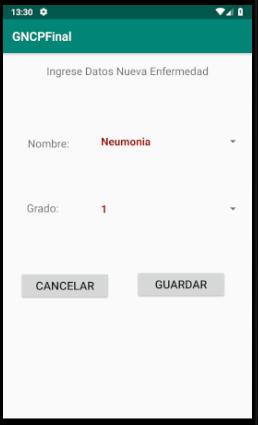 13:30
GNCPFinal
Ingrese Datos Nueva Enfermedad
Nombre: Neumonia
Grado: 1
CANCELAR GUARDAR